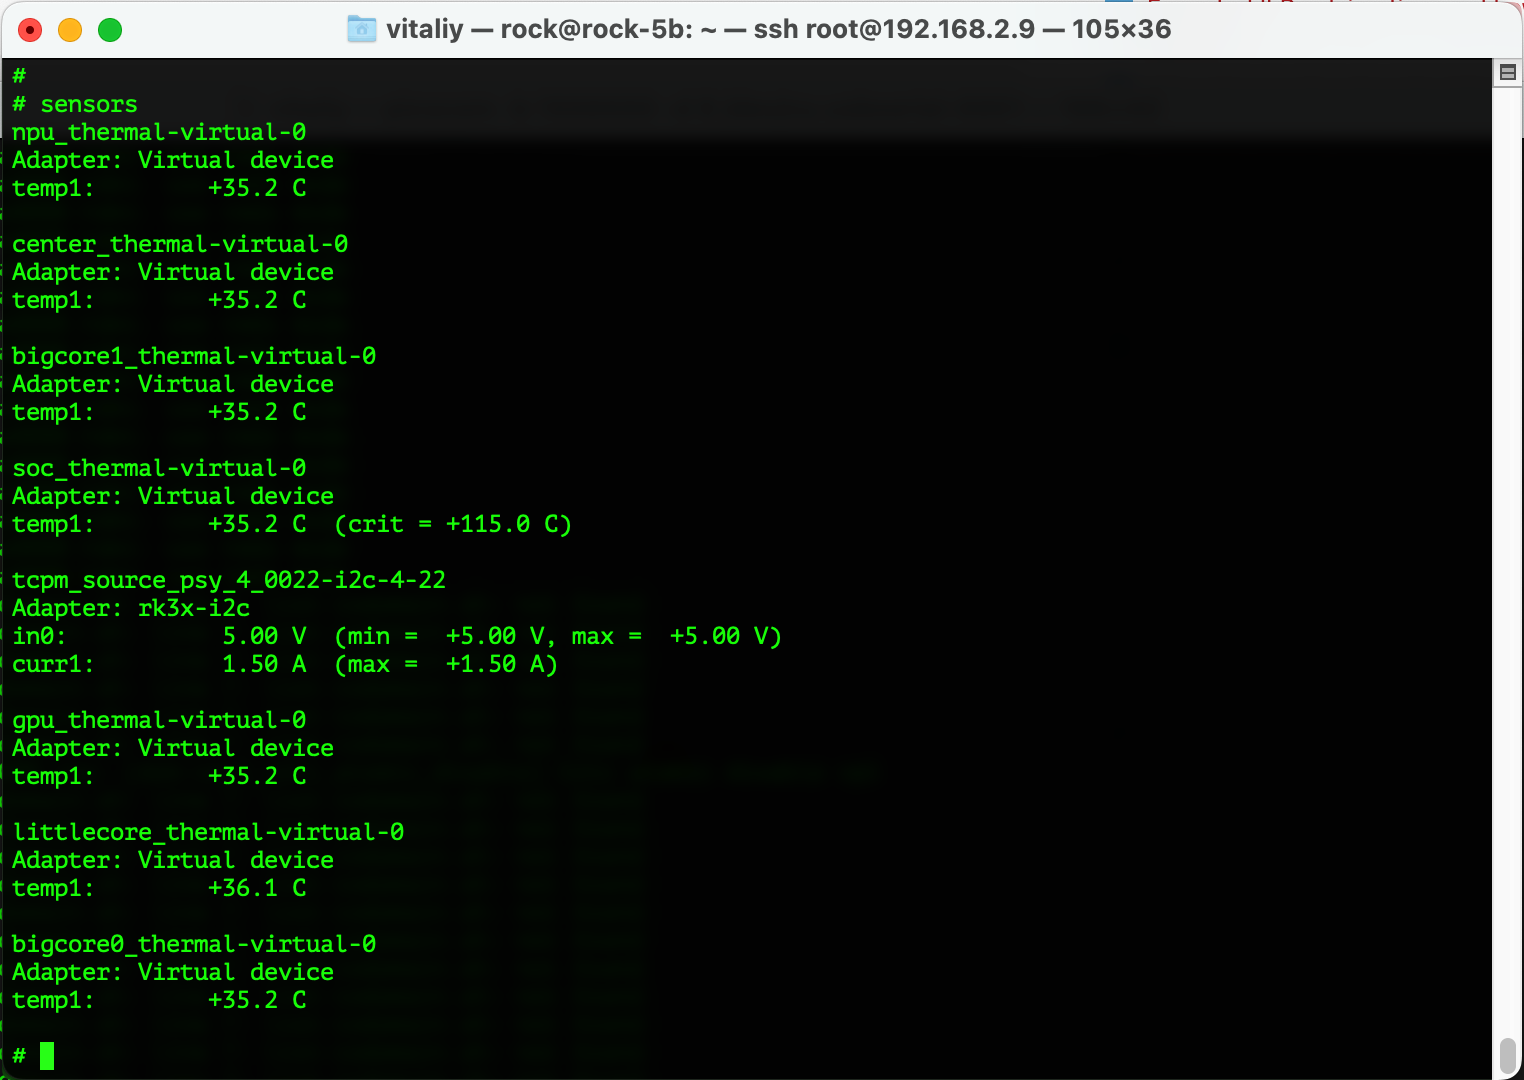 vitaliy — rock@rock-5b: ~ — ssh root@192.168.2.9 — 105×36
#
# sensors
npu_thermal-virtual-0
Adapter: Virtual device
temp1:        +35.2 C

center_thermal-virtual-0
Adapter: Virtual device
temp1:        +35.2 C

bigcore1_thermal-virtual-0
Adapter: Virtual device
temp1:        +35.2 C

soc_thermal-virtual-0
Adapter: Virtual device
temp1:        +35.2 C  (crit = +115.0 C)

tcpm_source_psy_4_0022-i2c-4-22
Adapter: rk3x-i2c
in0:           5.00 V  (min =  +5.00 V, max =  +5.00 V)
curr1:         1.50 A  (max =  +1.50 A)

gpu_thermal-virtual-0
Adapter: Virtual device
temp1:        +35.2 C

littlecore_thermal-virtual-0
Adapter: Virtual device
temp1:        +36.1 C

bigcore0_thermal-virtual-0
Adapter: Virtual device
temp1:        +35.2 C

#